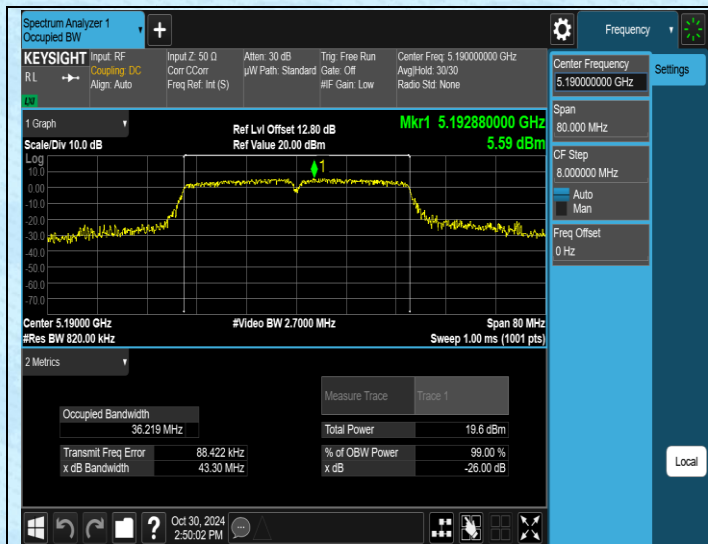 Spectrum Analyzer 1
Occupied BW
Frequency
KEYSIGHT
Input: RF
Input Z: 50 Ω
Atten: 30 dB
Trig: Free Run
Center Freq: 5.190000000 GHz
R L
Coupling: DC
Corr CCorr
µW Path: Standard
Gate: Off
Avg|Hold: 30/30
Align: Auto
Freq Ref: Int (S)
#IF Gain: Low
Radio Std: None
LXI
1 Graph
Scale/Div 10.0 dB
Ref Lvl Offset 12.80 dB
Ref Value 20.00 dBm
Mkr1 5.192880000 GHz
5.59 dBm
Log
10.0
0.00
-10.0
-20.0
-30.0
-40.0
-50.0
-60.0
-70.0
1
Center 5.19000 GHz
#Video BW 2.7000 MHz
Span 80 MHz
#Res BW 820.00 kHz
Sweep 1.00 ms (1001 pts)
2 Metrics
Measure Trace
Trace 1
Occupied Bandwidth
36.219 MHz
Total Power
19.6 dBm
Transmit Freq Error
88.422 kHz
% of OBW Power
99.00 %
x dB Bandwidth
43.30 MHz
x dB
-26.00 dB
Center Frequency
5.190000000 GHz
Settings
Span
80.000 MHz
CF Step
8.000000 MHz
Auto
Man
Freq Offset
0 Hz
Local
?
Oct 30, 2024
2:50:02 PM